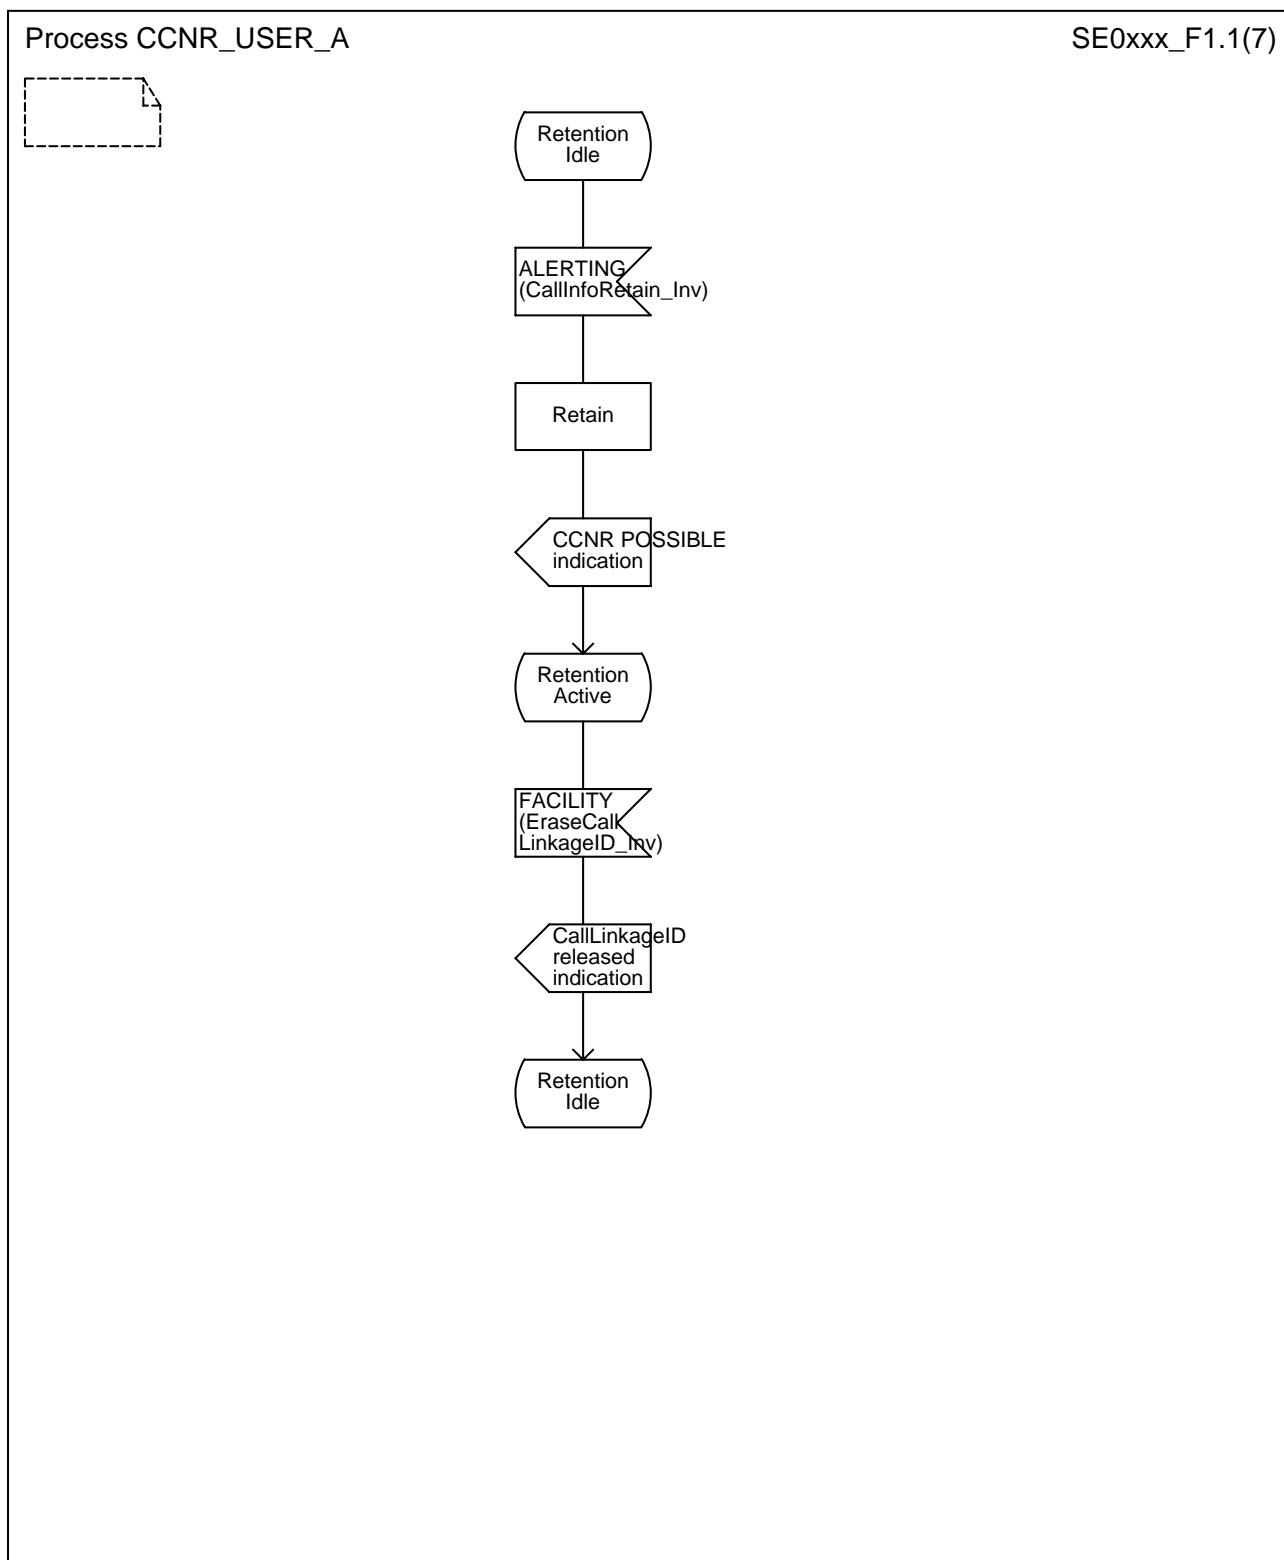 Process CCNR_USER_A
SE0xxx_F1.1(7)
Retention
Idle
ALERTING
(CallInfoRetain_Inv)
Retain
CCNR POSSIBLE
indication
Retention
Active
FACILITY
(EraseCall
LinkageID_Inv)
CallLinkageID
released
indication
Retention
Idle